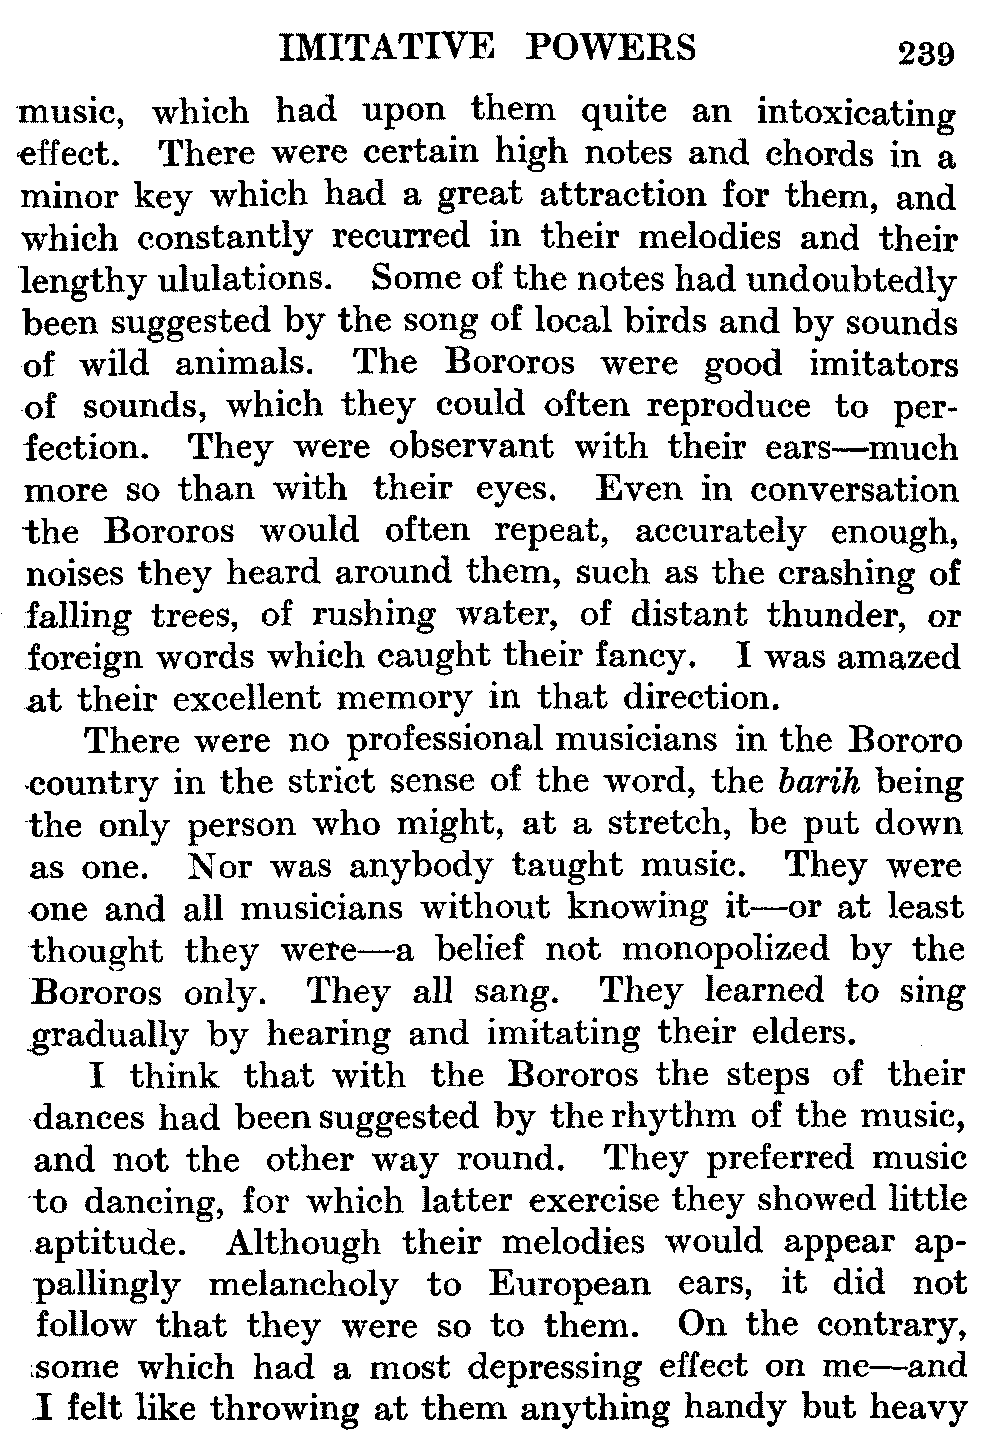 IMITATIVE POWERS 239
music, which had upon them quite an intoxicating
effect. There were certain high notes and chords in a
minor key which had a great attraction for them, and
which constantly recurred in their melodies and their
lengthy ululations. Some of the notes had undoubtedly
been suggested by the song of local birds and by sounds
of wild animals. The Bororos were good imitators
of sounds, which they could often reproduce to per-
fection. They were observant with their ears—much
more so than with their eyes. Even in conversation
the Bororos would often repeat, accurately enough,
noises they heard around them, such as the crashing of
falling trees, of rushing water, of distant thunder, or
foreign words which caught their fancy. I was amazed
at their excellent memory in that direction.
There were no professional musicians in the Bororo
country in the strict sense of the word, the barih being
the only person who might, at a stretch, be put down
as one. Nor was anybody taught music. They were
one and all musicians without knowing it—or at least
thought they were—a belief not monopolized by the
Bororos only. They all sang. They learned to sing
gradually by hearing and imitating their elders.
I think that with the Bororos the steps of their
dances had been suggested by the rhythm of the music,
and not the other way round. They preferred music
to dancing, for which latter exercise they showed little
aptitude. Although their melodies would appear ap-
pallingly melancholy to European ears, it did not
follow that they were so to them. On the contrary,
some which had a most depressing effect on me—and
I felt like throwing at them anything handy but heavy